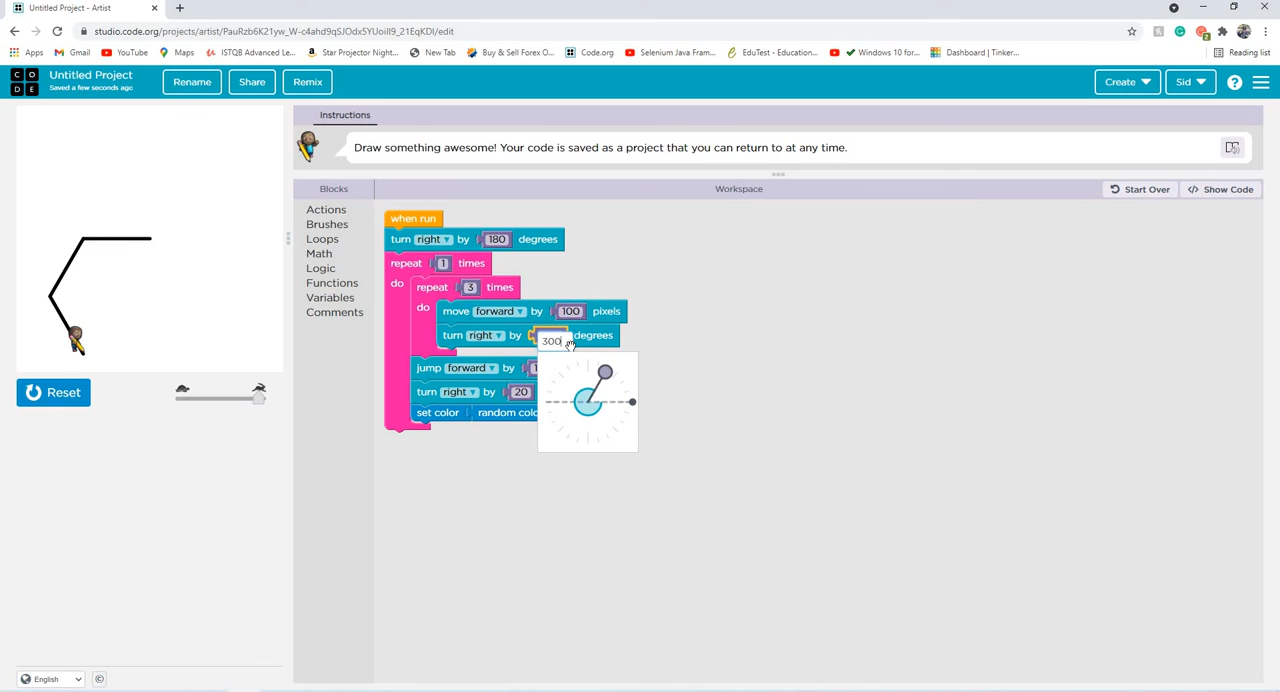 Untitled Project - Artist
studio.code.org/projects/artist/PauRzb6K21yw_W-c4ahd9qSJOdx5YUoill9_21EqKDI/edit
Apps Gmail YouTube Maps ISTQB Advanced Le... Star Projector Night... New Tab Buy & Sell Forex O... Code.org Selenium Java Fram... EduTest - Education... Windows 10 for... Dashboard | Tinker... Reading list
CODE
Untitled Project
Saved a few seconds ago
Rename Share Remix Create Sid ?
Instructions
Draw something awesome! Your code is saved as a project that you can return to at any time.
Blocks Workspace Start Over </> Show Code
Actions
Brushes
Loops
Math
Logic
Functions
Variables
Comments
when run
turn right by 180 degrees
repeat 1 times
do repeat 3 times
do move forward by 100 pixels
turn right by 300 degrees
jump forward by 1
turn right by 20
set color random colo
Reset
English ©